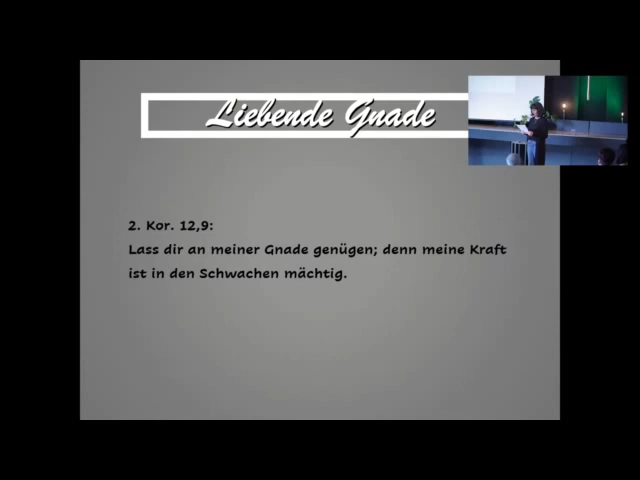 Liebende Gnade
2. Kor. 12,9:
Lass dir an meiner Gnade genügen; denn meine Kraft
ist in den Schwachen mächtig.